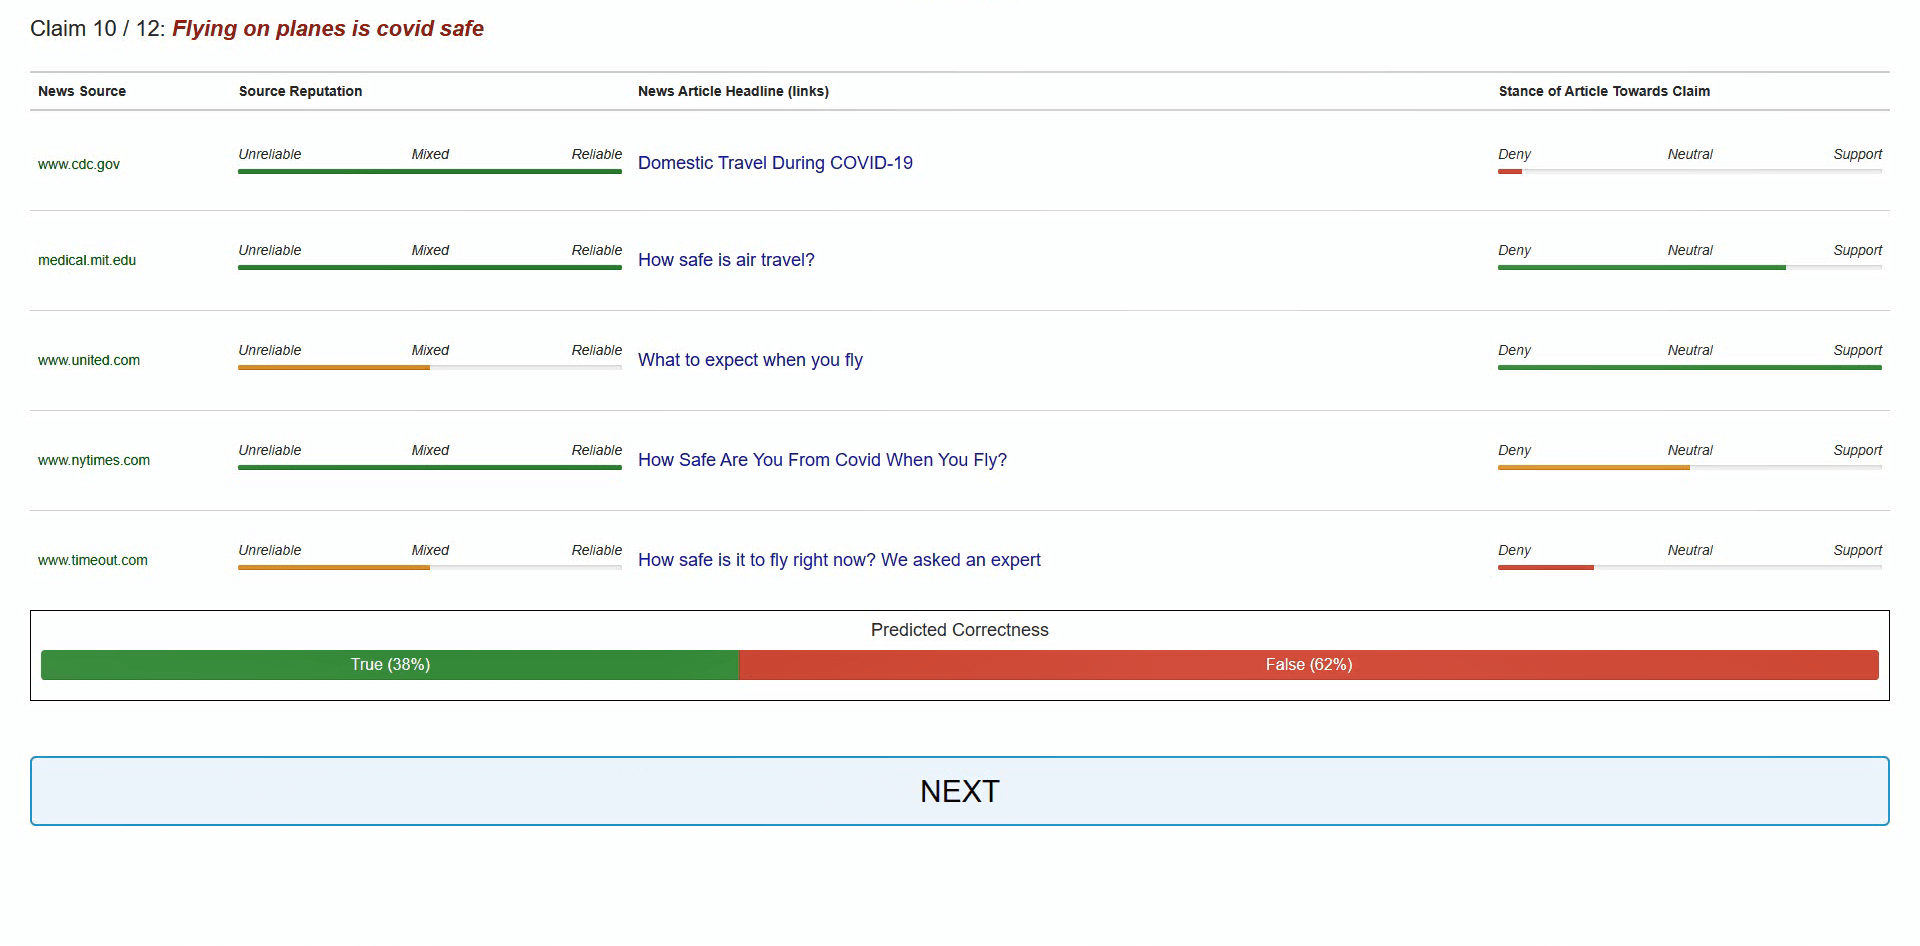 Claim 10 / 12: Flying on planes is covid safe
News Source Source Reputation News Article Headline (links) Stance of Article Towards Claim
Unreliable Mixed Reliable Deny Neutral Support
www.cdc.gov Domestic Travel During COVID-19
Unreliable Mixed Reliable Deny Neutral Support
medical.mit.edu How safe is air travel?
Unreliable Mixed Reliable Deny Neutral Support
www.united.com What to expect when you fly
Unreliable Mixed Reliable Deny Neutral Support
www.nytimes.com How Safe Are You From Covid When You Fly?
Unreliable Mixed Reliable Deny Neutral Support
www.timeout.com How safe is it to fly right now? We asked an expert
Predicted Correctness
True (38%) False (62%)
NEXT